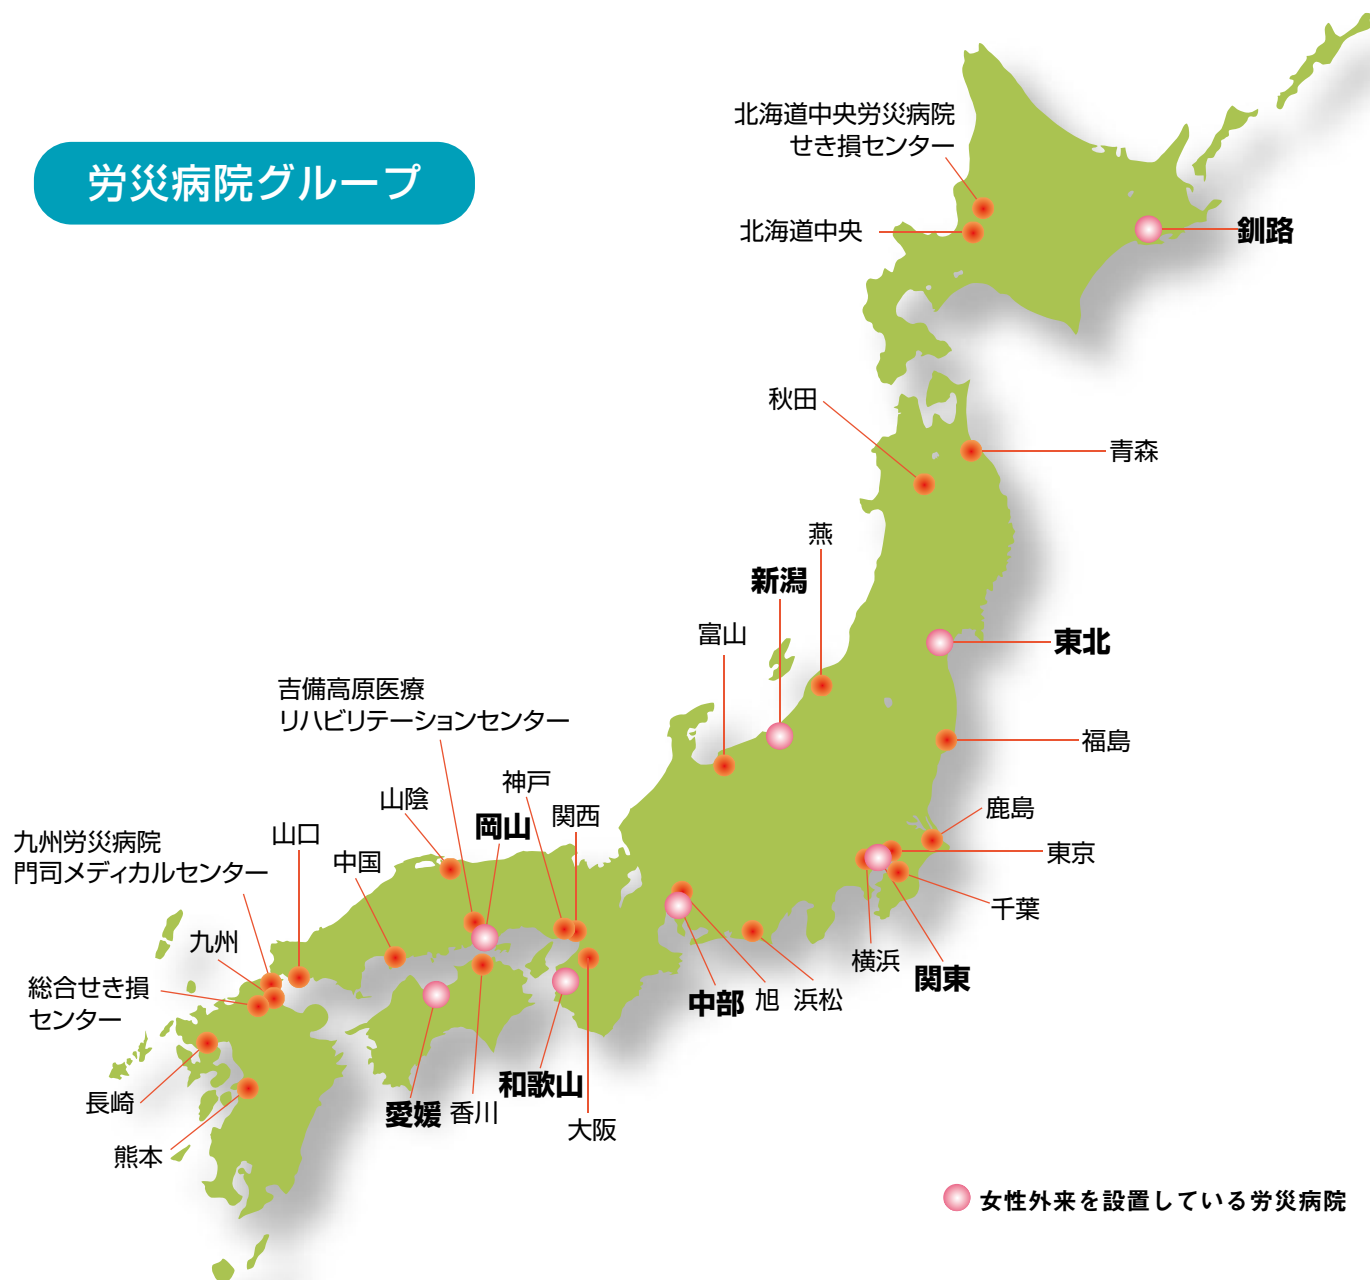 労災病院グループ
北海道中央労災病院
せき損センター
北海道中央
釧路
秋田
青森
燕
新潟
富山
東北
吉備高原医療
リハビリテーションセンター
福島
神戸
山陰
関西
岡山
鹿島
山口
中国
九州労災病院
門司メディカルセンター
東京
千葉
九州
横浜
関東
総合せき損
センター
中部
旭
浜松
和歌山
長崎
愛媛
香川
大阪
熊本
女性外来を設置している労災病院